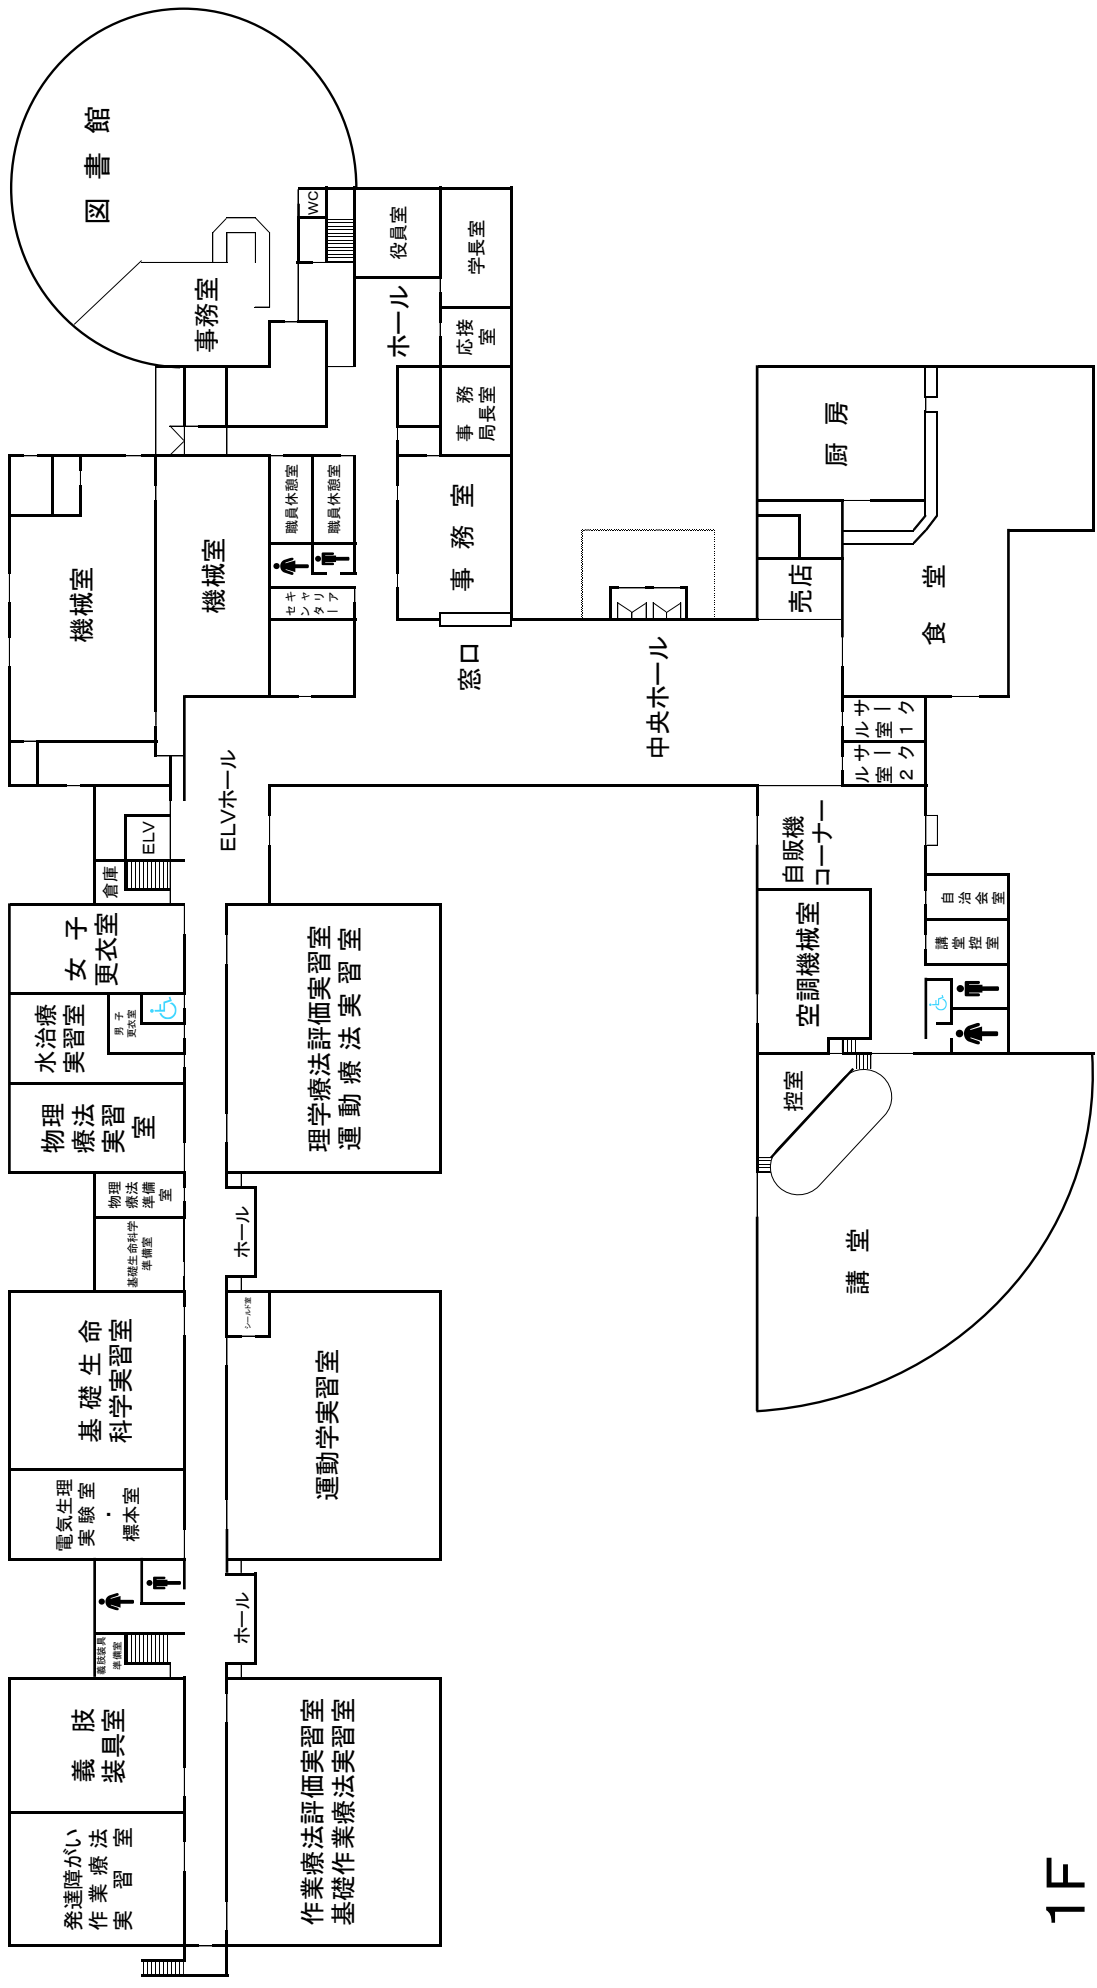 図書館
事務室
WC
役員室
学長室
ホール
応接
室
事務
局長室
事務室
窓口
職員休憩室
職員休憩室
キャリア
センター
機械室
機械室
中央ホール
厨房
売店
食堂
サークル
室1
サークル
室2
ELVホール
ELV
倉庫
自販機
コーナー
空調機械室
自治会室
講堂控室
控室
講堂
女子
更衣室
水治療
実習室
男子
更衣室
物理
療法
実習
室
物理
療法
準備
室
基礎生命科学
準備室
基礎生命
科学実習室
電気生理
実験室
・
標本室
義肢装具
準備室
義肢
装具室
発達障がい
作業療法
実習室
理学療法評価実習室
運動療法実習室
ホール
シールド室
運動学実習室
ホール
作業療法評価実習室
基礎作業療法実習室
1F